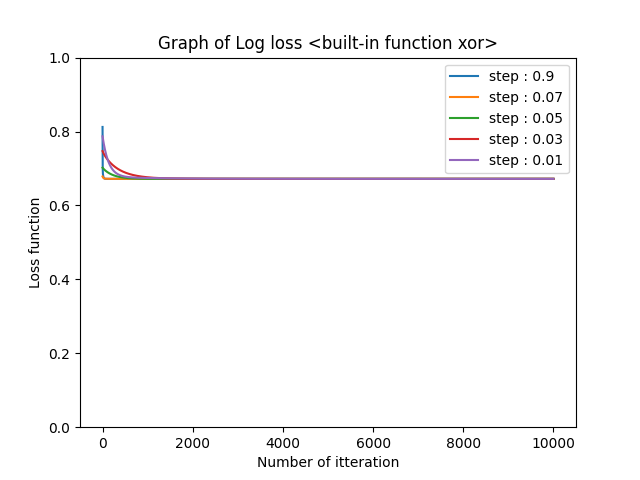 Graph of Log loss <built-in function xor>
1.0
0.8
0.6
0.4
0.2
0.0
Loss function
step : 0.9
step : 0.07
step : 0.05
step : 0.03
step : 0.01
0
2000
4000
6000
8000
10000
Number of itteration